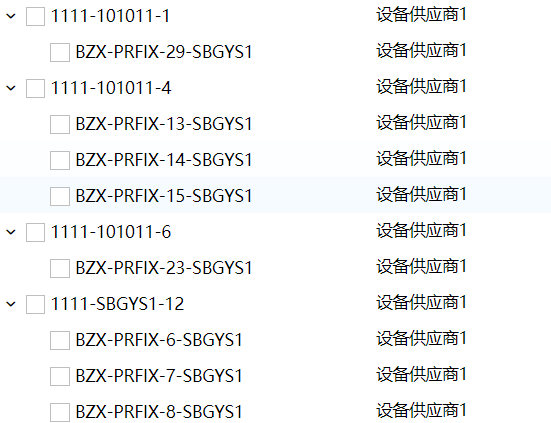 1111-101011-1 设备供应商1
BZX-PRFIX-29-SBGYS1 设备供应商1
1111-101011-4 设备供应商1
BZX-PRFIX-13-SBGYS1 设备供应商1
BZX-PRFIX-14-SBGYS1 设备供应商1
BZX-PRFIX-15-SBGYS1 设备供应商1
1111-101011-6 设备供应商1
BZX-PRFIX-23-SBGYS1 设备供应商1
1111-SBGYS1-12 设备供应商1
BZX-PRFIX-6-SBGYS1 设备供应商1
BZX-PRFIX-7-SBGYS1 设备供应商1
BZX-PRFIX-8-SBGYS1 设备供应商1